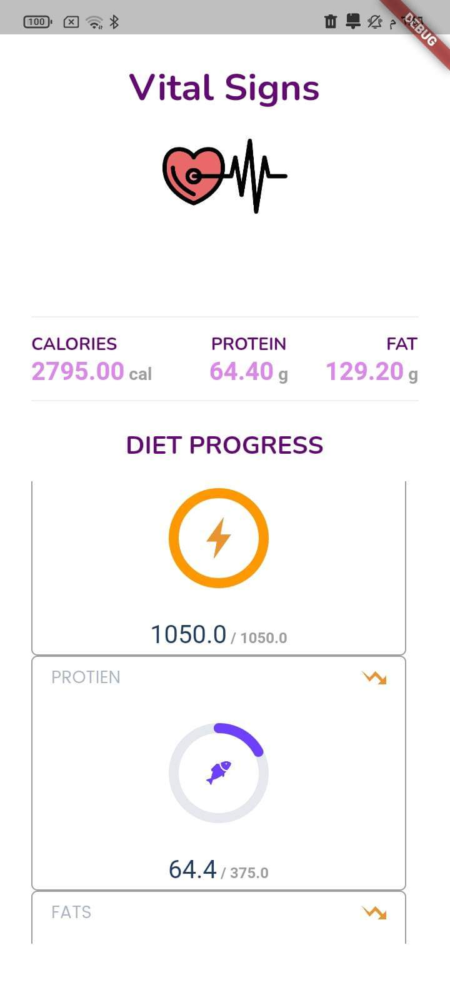 100
م
DEBUG
Vital Signs
CALORIES PROTEIN FAT
2795.00 cal 64.40 g 129.20 g
DIET PROGRESS
1050.0 / 1050.0
PROTIEN
64.4 / 375.0
FATS